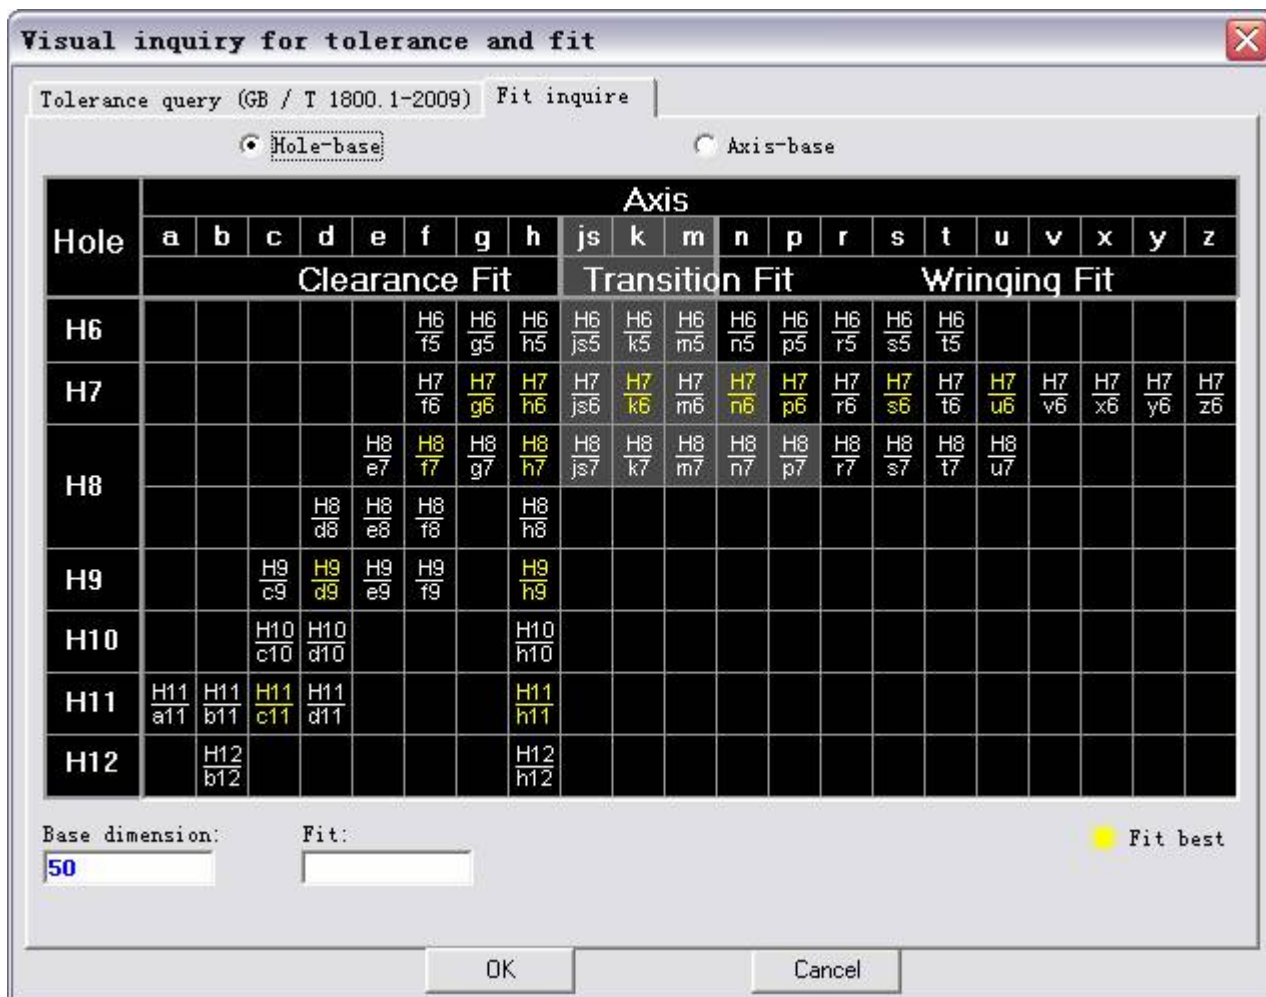 Visual inquiry for tolerance and fit
Tolerance query (GB / T 1800.1-2009) Fit inquire
Hole-base Axis-base
Hole Axis
a b c d e f g h js k m n p r s t u v x y z
Clearance Fit Transition Fit Wringing Fit
H6 H6/f5 H6/g5 H6/h5 H6/js5 H6/k5 H6/m5 H6/n5 H6/p5 H6/r5 H6/s5 H6/t5
H7 H7/f6 H7/g6 H7/h6 H7/js6 H7/k6 H7/m6 H7/n6 H7/p6 H7/r6 H7/s6 H7/t6 H7/u6 H7/v6 H7/x6 H7/y6 H7/z6
H8 H8/e7 H8/f7 H8/g7 H8/h7 H8/js7 H8/k7 H8/m7 H8/n7 H8/p7 H8/r7 H8/s7 H8/t7 H8/u7
H8/d8 H8/e8 H8/f8 H8/h8
H9 H9/c9 H9/d9 H9/e9 H9/f9 H9/h9
H10 H10/c10 H10/d10 H10/h10
H11 H11/a11 H11/b11 H11/c11 H11/d11 H11/h11
H12 H12/b12 H12/h12
Base dimension: Fit: Fit best
50
OK Cancel